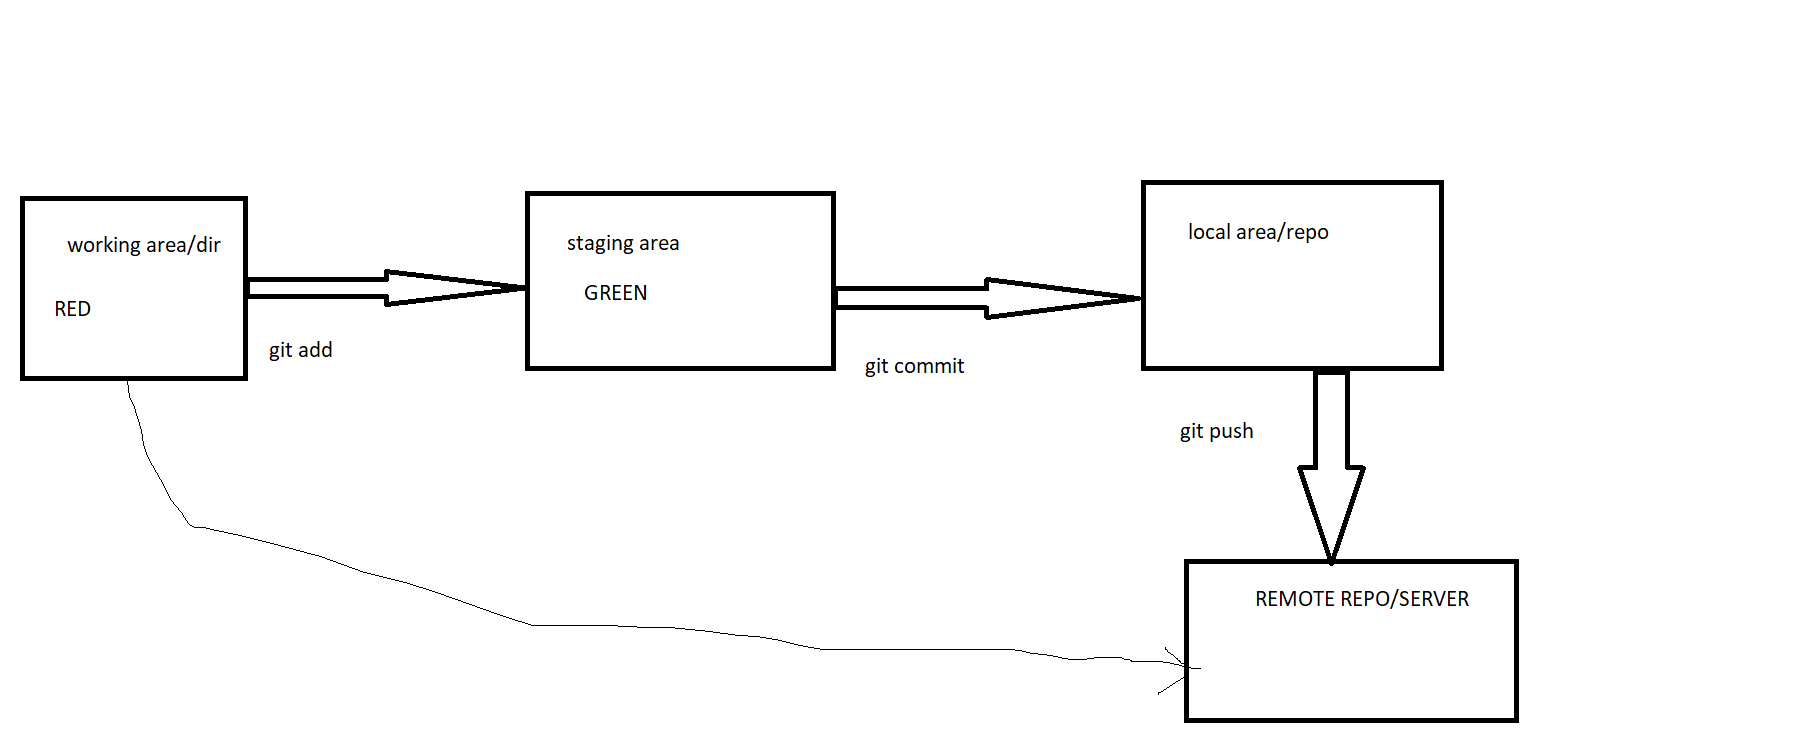 working area/dir
RED
git add
staging area
GREEN
git commit
local area/repo
git push
REMOTE REPO/SERVER